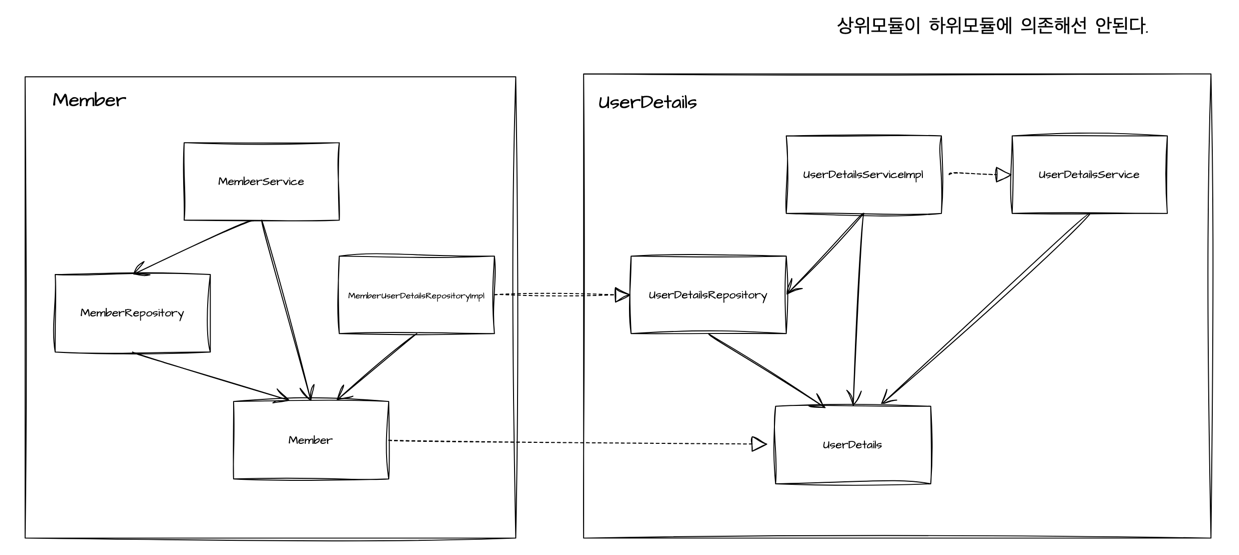 상위모듈이 하위모듈에 의존해선 안된다.
Member
MemberService
MemberRepository
MemberUserDetailsRepositoryImpl
Member
UserDetails
UserDetailsServiceImpl
UserDetailsService
UserDetailsRepository
UserDetails